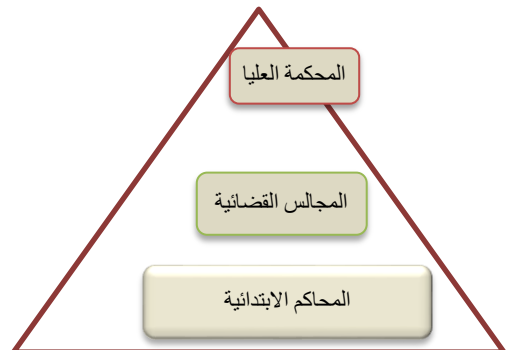 المحكمة العليا
المجالس القضائية
المحاكم الابتدائية